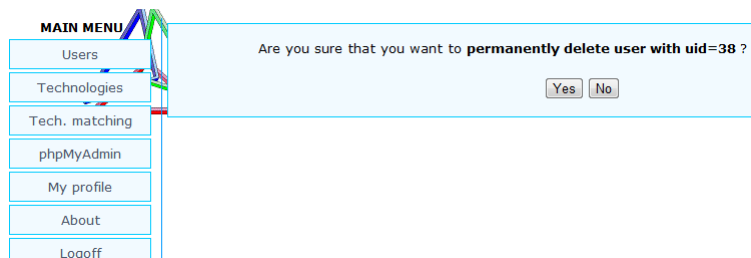 MAIN MENU
Users
Technologies
Tech. matching
phpMyAdmin
My profile
About
Logoff
Are you sure that you want to permanently delete user with uid=38 ?
Yes No